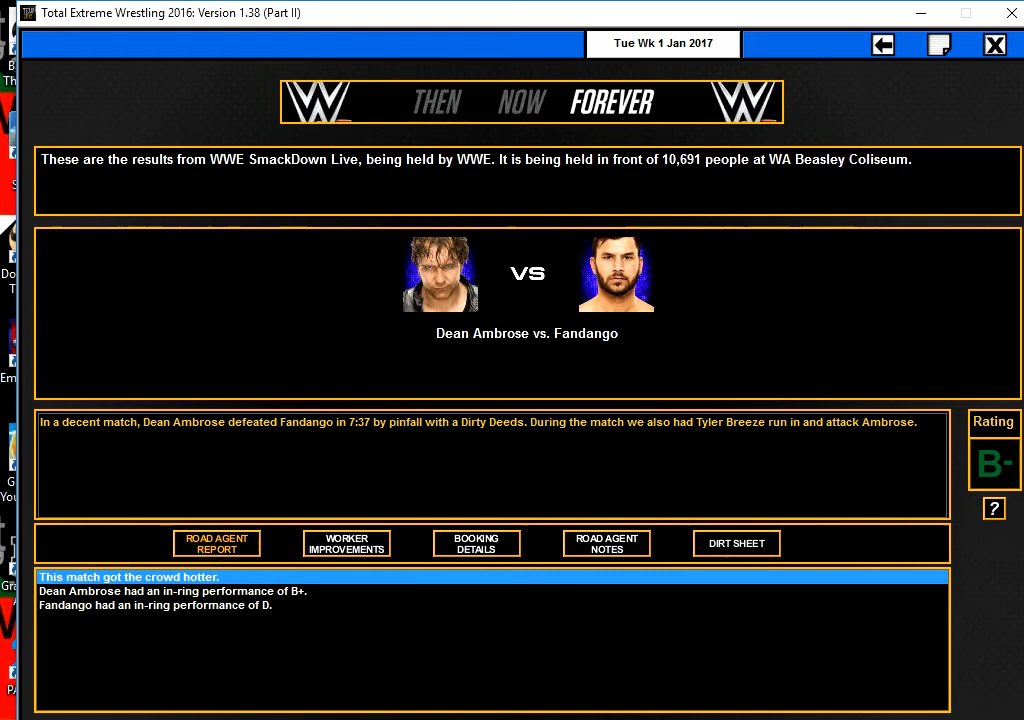 Total Extreme Wrestling 2016: Version 1.38 (Part II)
Tue Wk 1 Jan 2017
THEN NOW FOREVER
These are the results from WWE SmackDown Live, being held by WWE. It is being held in front of 10,691 people at WA Beasley Coliseum.
VS
Dean Ambrose vs. Fandango
In a decent match, Dean Ambrose defeated Fandango in 7:37 by pinfall with a Dirty Deeds. During the match we also had Tyler Breeze run in and attack Ambrose.
Rating
B-
?
ROAD AGENT
REPORT
WORKER
IMPROVEMENTS
BOOKING
DETAILS
ROAD AGENT
NOTES
DIRT SHEET
This match got the crowd hotter.
Dean Ambrose had an in-ring performance of B+.
Fandango had an in-ring performance of D.